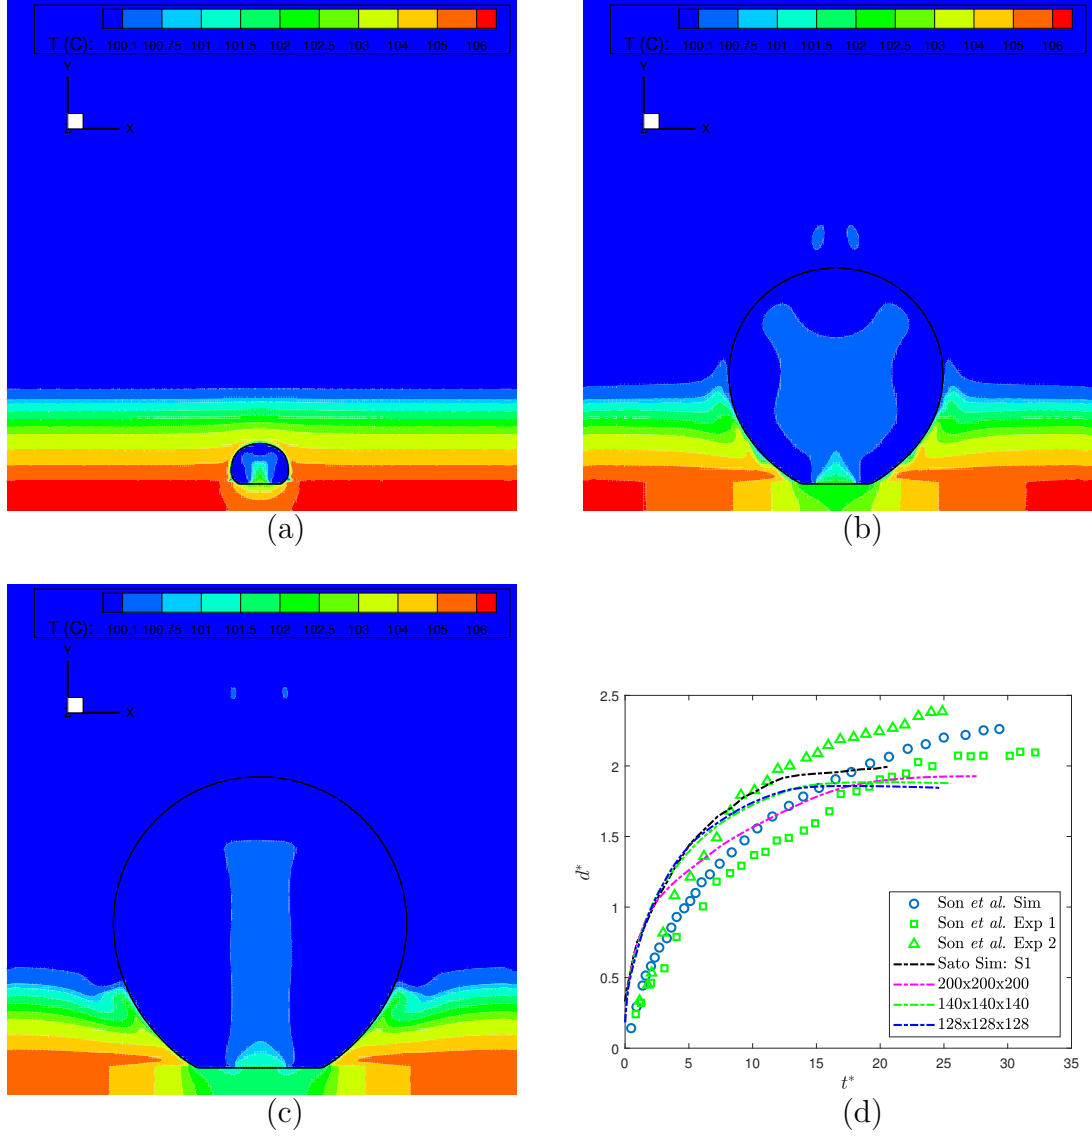 T (C): 100.1 100.75 101 101.5 102 102.5 103 104 105 106
Y
X
Z
(a)
T (C): 100.1 100.75 101 101.5 102 102.5 103 104 105 106
Y
X
Z
(b)
T (C): 100.1 100.75 101 101.5 102 102.5 103 104 105 106
Y
X
Z
(c)
2.5
2
1.5
1
0.5
0
d*
0 5 10 15 20 25 30 35
t*
Son et al. Sim
Son et al. Exp 1
Son et al. Exp 2
Sato Sim: S1
200x200x200
140x140x140
128x128x128
(d)